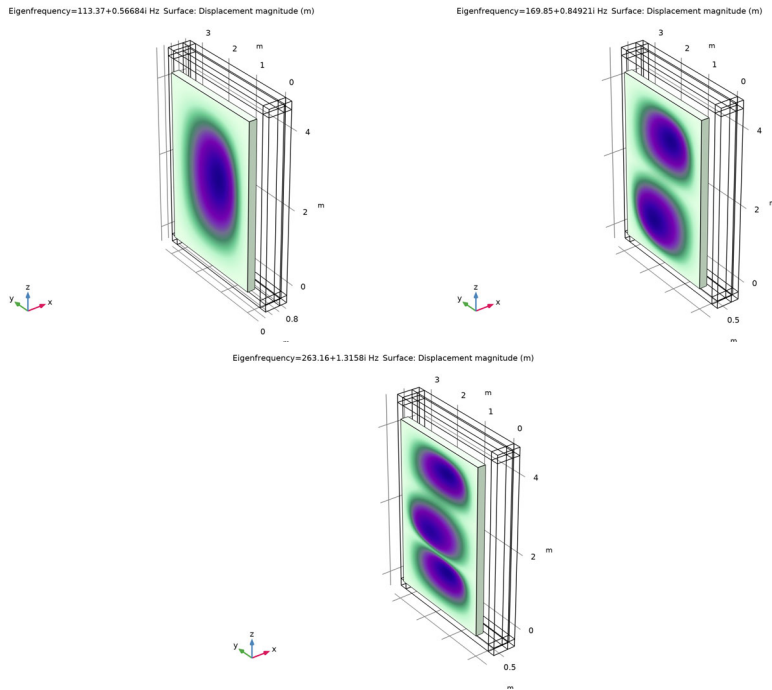 Eigenfrequency=113.37+0.56684i Hz Surface: Displacement magnitude (m)
3
2
m
1
0
4
m
2
0
0.8
0
z
y
x
Eigenfrequency=169.85+0.84921i Hz Surface: Displacement magnitude (m)
3
2
m
1
0
4
2
0
0.5
m
z
y
x
Eigenfrequency=263.16+1.3158i Hz Surface: Displacement magnitude (m)
3
2
m
1
0
4
m
2
0
0.5
z
y
x